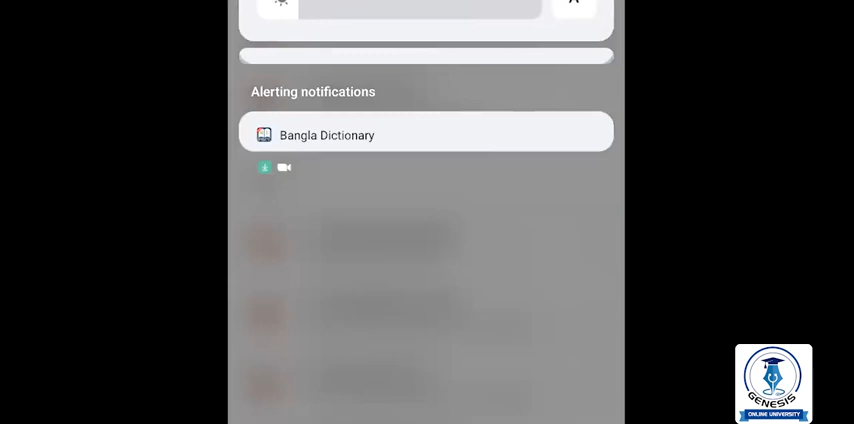 A
Alerting notifications
Bangla Dictionary
GENESIS
ONLINE UNIVERSITY